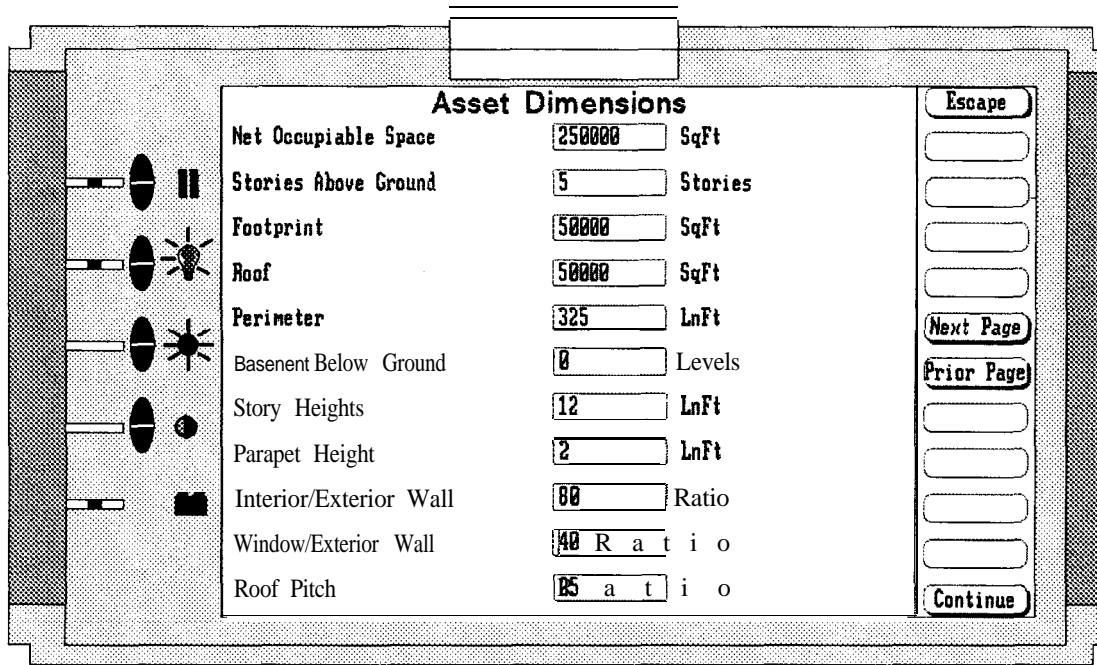 Asset Dimensions
Escape
Net Occupiable Space 250000 SqFt
Stories Above Ground 5 Stories
Footprint 50000 SqFt
Roof 50000 SqFt
Perimeter 325 LnFt
Next Page
Basenent Below Ground 0 Levels
Prior Page
Story Heights 12 LnFt
Parapet Height 2 LnFt
Interior/Exterior Wall 80 Ratio
Window/Exterior Wall 40 R a t i o
Roof Pitch a t i o
Continue